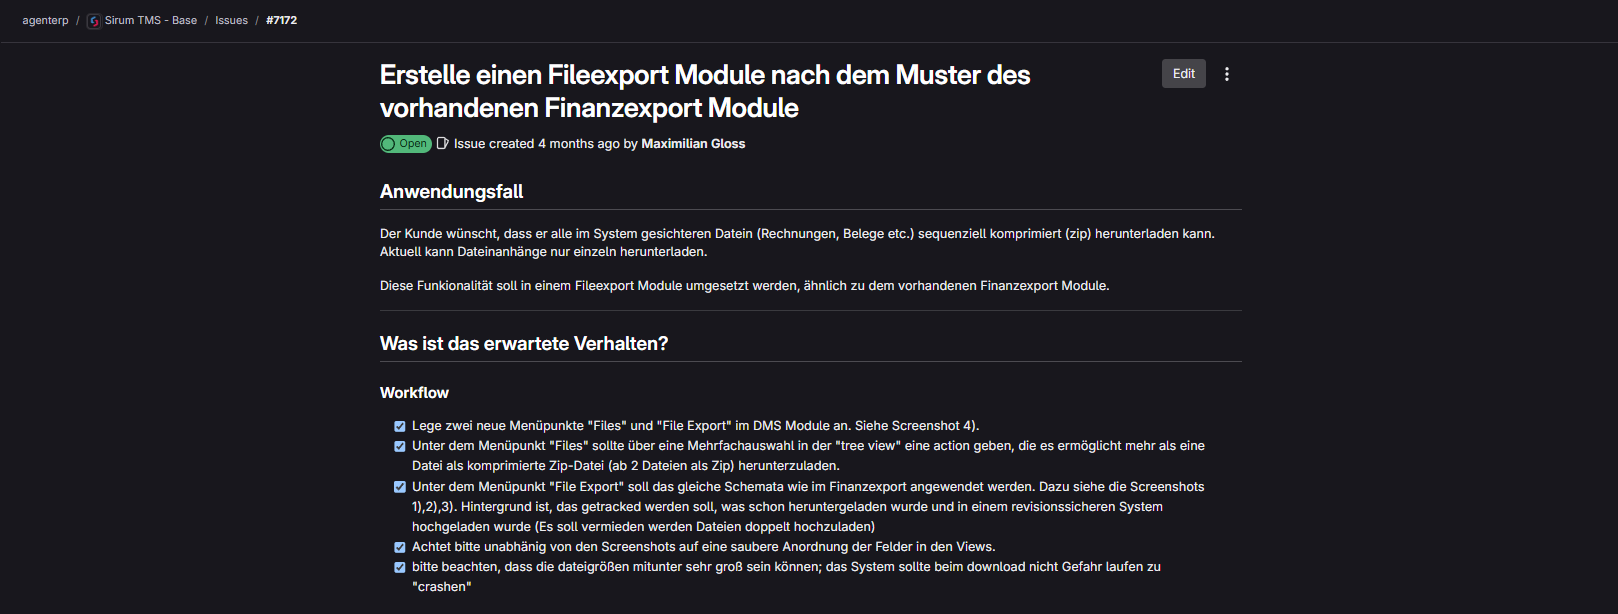 agenterp / Sirum TMS - Base / Issues / #7172
Erstelle einen Fileexport Module nach dem Muster des
vorhandenen Finanzexport Module
Edit
Open Issue created 4 months ago by Maximilian Gloss
Anwendungsfall
Der Kunde wünscht, dass er alle im System gesichteren Datein (Rechnungen, Belege etc.) sequenziell komprimiert (zip) herunterladen kann.
Aktuell kann Dateinanhänge nur einzeln herunterladen.
Diese Funkionalität soll in einem Fileexport Module umgesetzt werden, ähnlich zu dem vorhandenen Finanzexport Module.
Was ist das erwartete Verhalten?
Workflow
Lege zwei neue Menüpunkte "Files" und "File Export" im DMS Module an. Siehe Screenshot 4).
Unter dem Menüpunkt "Files" sollte über eine Mehrfachauswahl in der "tree view" eine action geben, die es ermöglicht mehr als eine
Datei als komprimierte Zip-Datei (ab 2 Dateien als Zip) herunterzuladen.
Unter dem Menüpunkt "File Export" soll das gleiche Schemata wie im Finanzexport angewendet werden. Dazu siehe die Screenshots
1),2),3). Hintergrund ist, das getracked werden soll, was schon heruntergeladen wurde und in einem revisionssicheren System
hochgeladen wurde (Es soll vermieden werden Dateien doppelt hochzuladen)
Achtet bitte unabhänig von den Screenshots auf eine saubere Anordnung der Felder in den Views.
bitte beachten, dass die dateigrößen mitunter sehr groß sein können; das System sollte beim download nicht Gefahr laufen zu
"crashen"